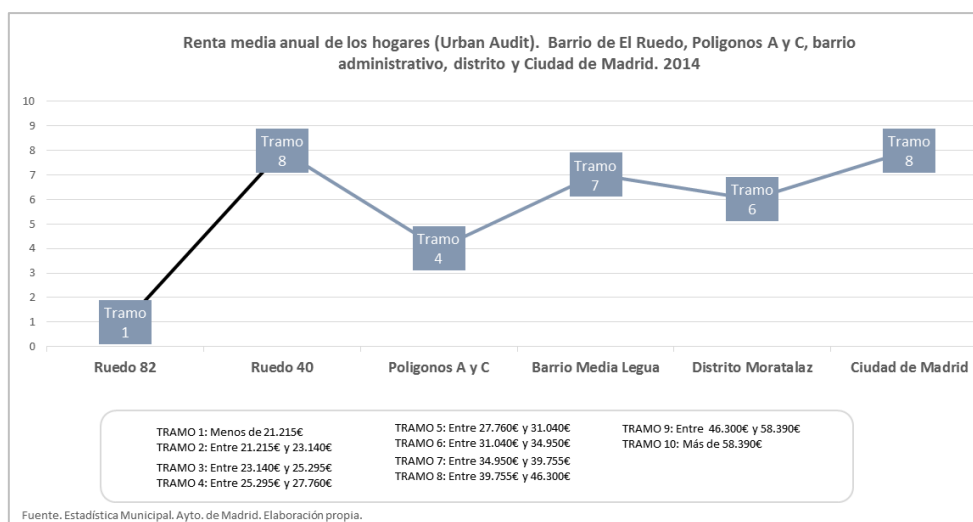 Renta media anual de los hogares (Urban Audit). Barrio de El Ruedo, Poligonos A y C, barrio
administrativo, distrito y Ciudad de Madrid. 2014
10
9
8
7
6
5
4
3
2
1
0
Tramo
1
Tramo
8
Tramo
4
Tramo
7
Tramo
6
Tramo
8
Ruedo 82
Ruedo 40
Poligonos A y C
Barrio Media Legua
Distrito Moratalaz
Ciudad de Madrid
TRAMO 1: Menos de 21.215€
TRAMO 2: Entre 21.215€ y 23.140€
TRAMO 3: Entre 23.140€ y 25.295€
TRAMO 4: Entre 25.295€ y 27.760€
TRAMO 5: Entre 27.760€ y 31.040€
TRAMO 6: Entre 31.040€ y 34.950€
TRAMO 7: Entre 34.950€ y 39.755€
TRAMO 8: Entre 39.755€ y 46.300€
TRAMO 9: Entre 46.300€ y 58.390€
TRAMO 10: Más de 58.390€
Fuente. Estadística Municipal. Ayto. de Madrid. Elaboración propia.